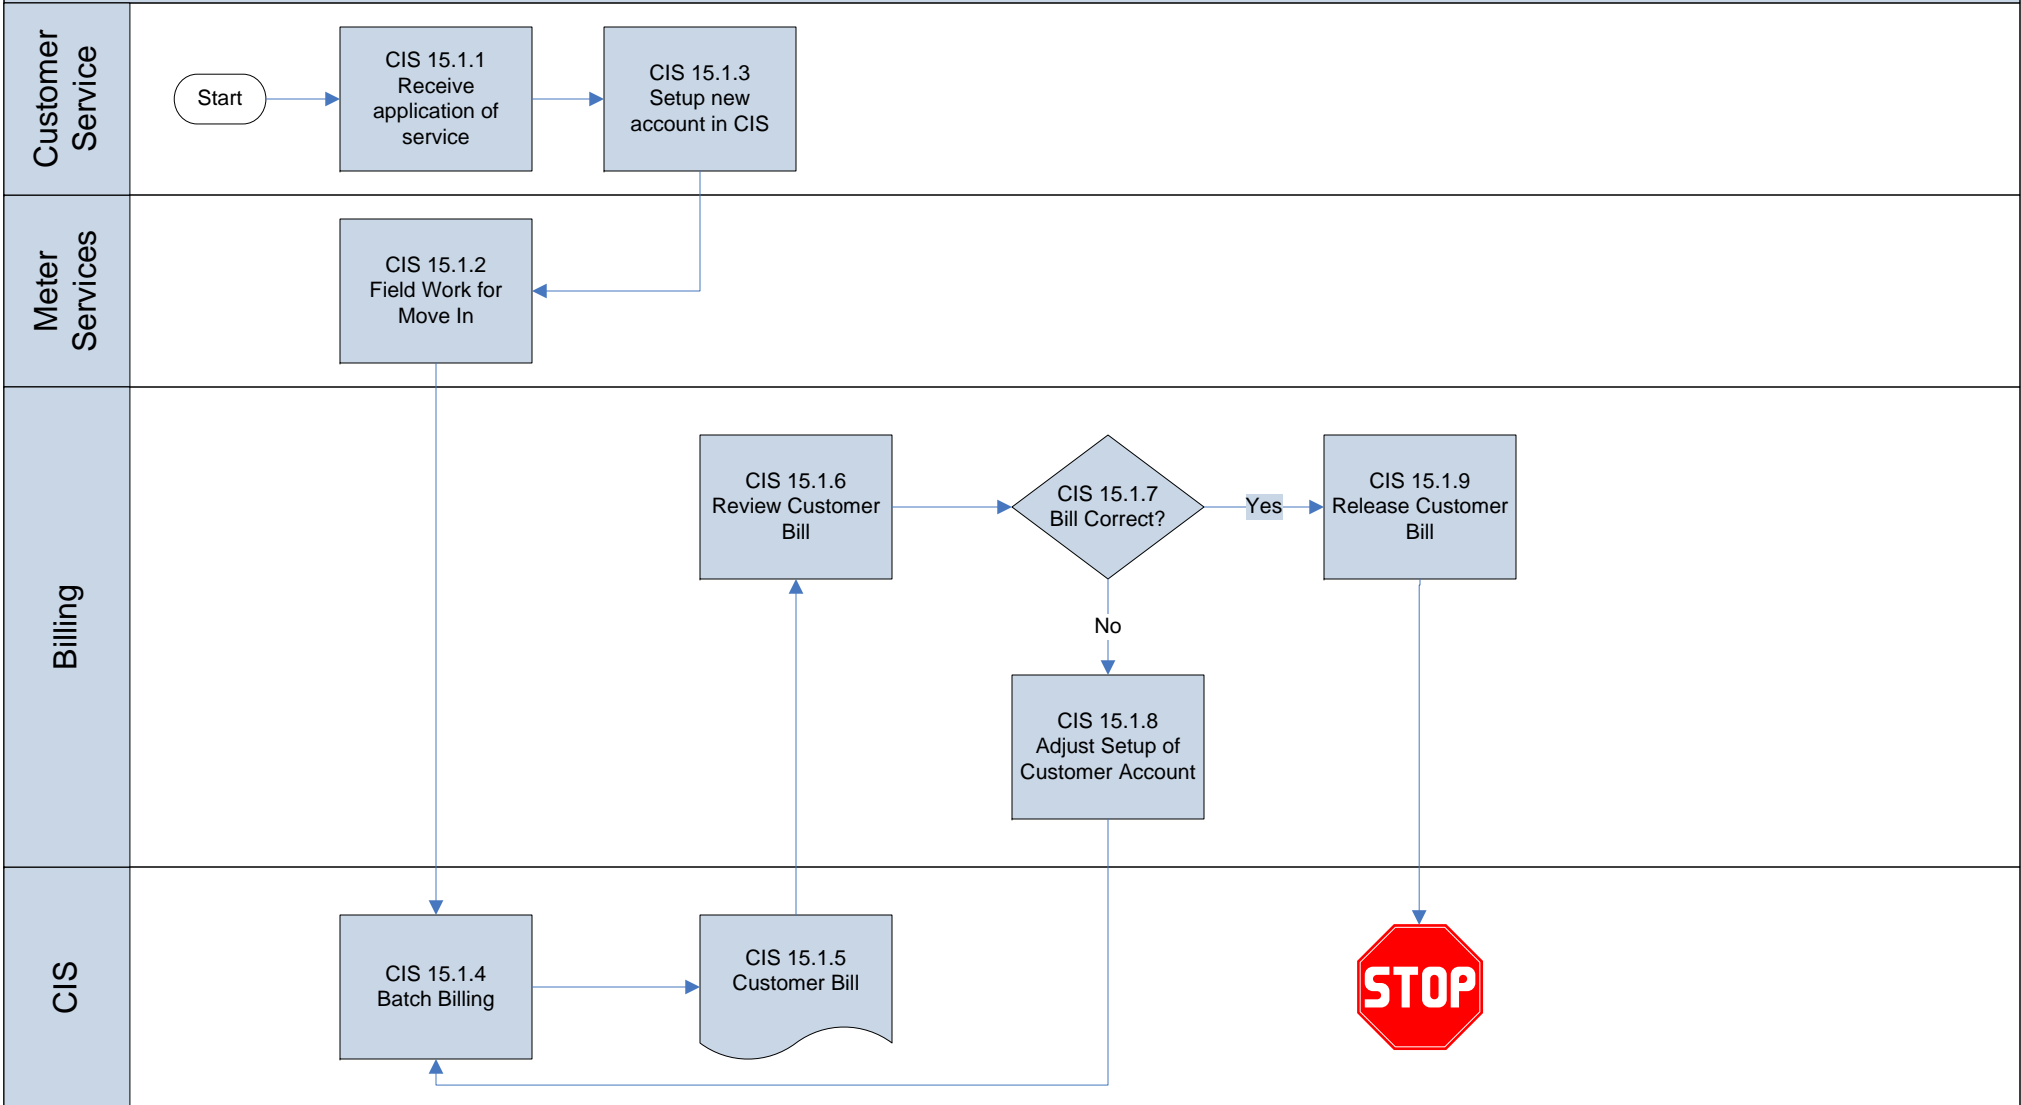 Customer
Service
Start
CIS 15.1.1
Receive
application of
service
CIS 15.1.3
Setup new
account in CIS
Meter
Services
CIS 15.1.2
Field Work for
Move In
Billing
CIS 15.1.6
Review Customer
Bill
CIS 15.1.7
Bill Correct?
Yes
CIS 15.1.9
Release Customer
Bill
No
CIS 15.1.8
Adjust Setup of
Customer Account
CIS
CIS 15.1.4
Batch Billing
CIS 15.1.5
Customer Bill
STOP